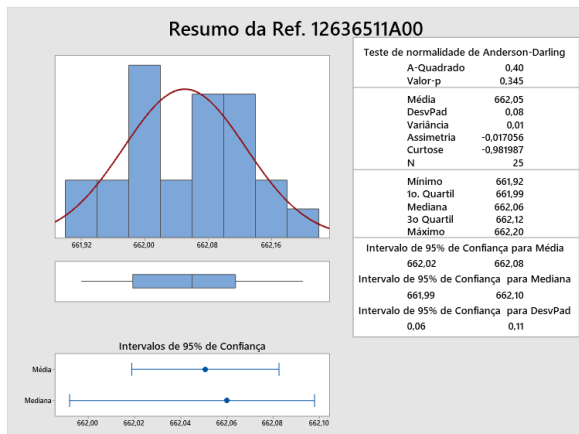 Resumo da Ref. 12636511A00
Teste de normalidade de Anderson-Darling
A-Quadrado 0,40
Valor-p 0,345
Média 662,05
DesvPad 0,08
Variância 0,01
Assimetria -0,017056
Curtose -0,981987
N 25
Mínimo 661,92
1o. Quartil 661,99
Mediana 662,06
3o Quartil 662,12
Máximo 662,20
Intervalo de 95% de Confiança para Média
662,02 662,08
Intervalo de 95% de Confiança para Mediana
661,99 662,10
Intervalo de 95% de Confiança para DesvPad
0,06 0,11
661,92 662,00 662,08 662,16
Intervalos de 95% de Confiança
Média
Mediana
662,00 662,02 662,04 662,06 662,08 662,10